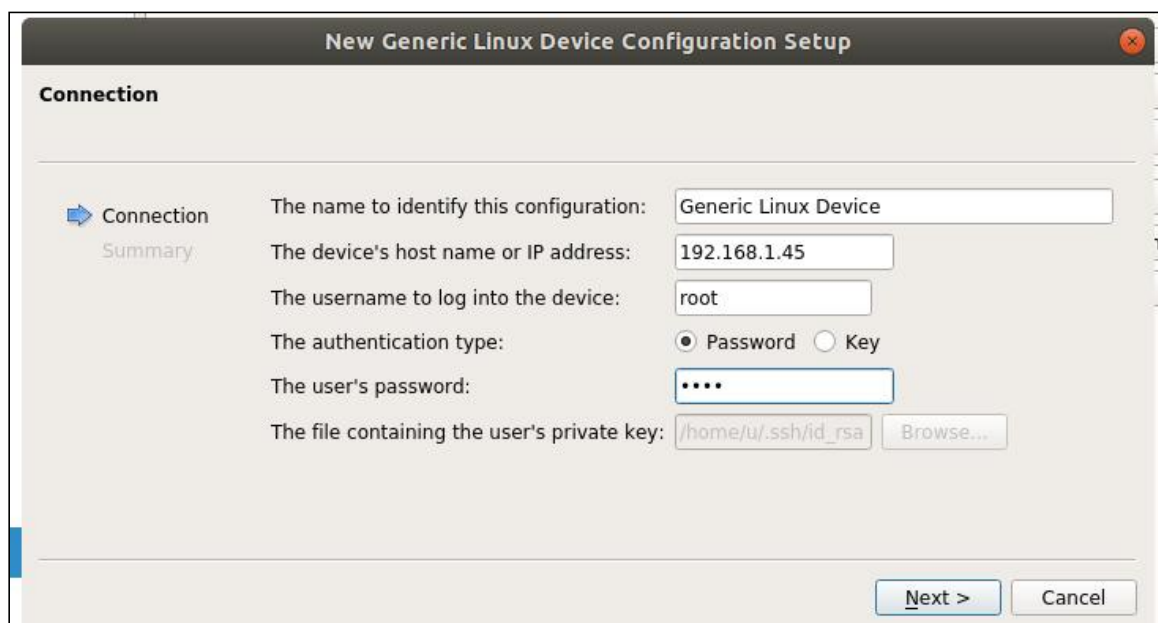 New Generic Linux Device Configuration Setup
Connection
Connection
Summary
The name to identify this configuration: Generic Linux Device
The device's host name or IP address: 192.168.1.45
The username to log into the device: root
The authentication type: Password Key
The user's password: ••••
The file containing the user's private key: /home/u/.ssh/id_rsa Browse...
Next > Cancel